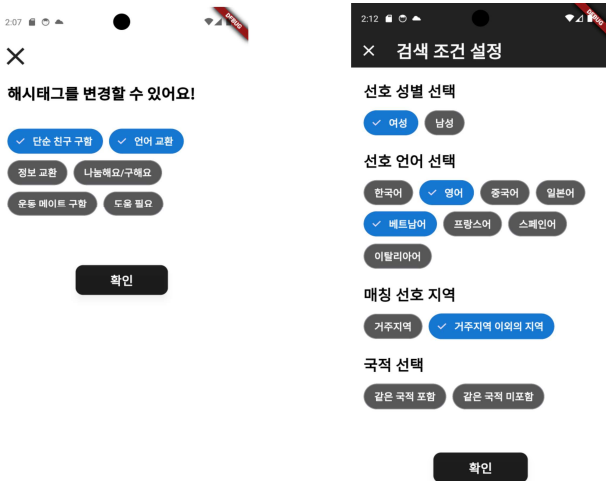 2:07
DEBUG
해시태그를 변경할 수 있어요!
단순 친구 구함 언어 교환
정보 교환 나눔해요/구해요
운동 메이트 구함 도움 필요
확인
2:12
DEBUG
검색 조건 설정
선호 성별 선택
여성 남성
선호 언어 선택
한국어 영어 중국어 일본어
베트남어 프랑스어 스페인어
이탈리아어
매칭 선호 지역
거주지역 거주지역 이외의 지역
국적 선택
같은 국적 포함 같은 국적 미포함
확인